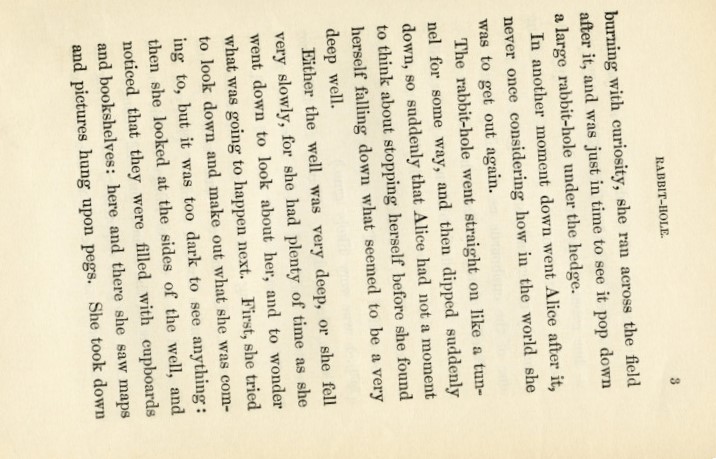 RABBIT-HOLE. 3
burning with curiosity, she ran across the field
after it, and was just in time to see it pop down
a large rabbit-hole under the hedge.
In another moment down went Alice after it,
never once considering how in the world she
was to get out again.
The rabbit-hole went straight on like a tun-
nel for some way, and then dipped suddenly
down, so suddenly that Alice had not a moment
to think about stopping herself before she found
herself falling down what seemed to be a very
deep well.
Either the well was very deep, or she fell
very slowly, for she had plenty of time as she
went down to look about her, and to wonder
what was going to happen next. First, she tried
to look down and make out what she was com-
ing to, but it was too dark to see anything:
then she looked at the sides of the well, and
noticed that they were filled with cupboards
and bookshelves: here and there she saw maps
and pictures hung upon pegs. She took down